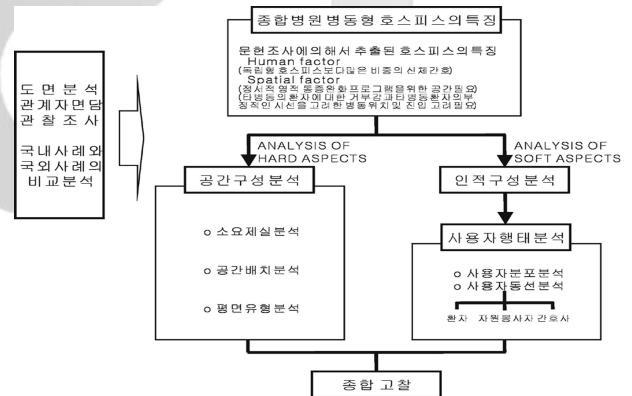 종합병원병동형호스피스의특징
문헌조사에의해서 추출된 호스피스의특징
Human factor
(독립형 호스피스보다많은 비중의 신체간호)
Spatial factor
(정서적영적 통증완화프로그램을위한 공간필요)
(타병동의환자에 대한 거부감과타병동환자의부
정적인시선을 고려한 병동위치및 진입 고려필요)
도면분석
관계자면담
관찰조사
국내사례와
국외사례의
비교분석
ANALYSIS OF
HARD ASPECTS
ANALYSIS OF
SOFT ASPECTS
공간구성분석
o 소요제실분석
o 공간배치분석
o 평면유형분석
인적구성분석
사용자행태분석
o 사용자분포분석
o 사용자동선분석
환자 자원봉사자 간호사
종합고찰